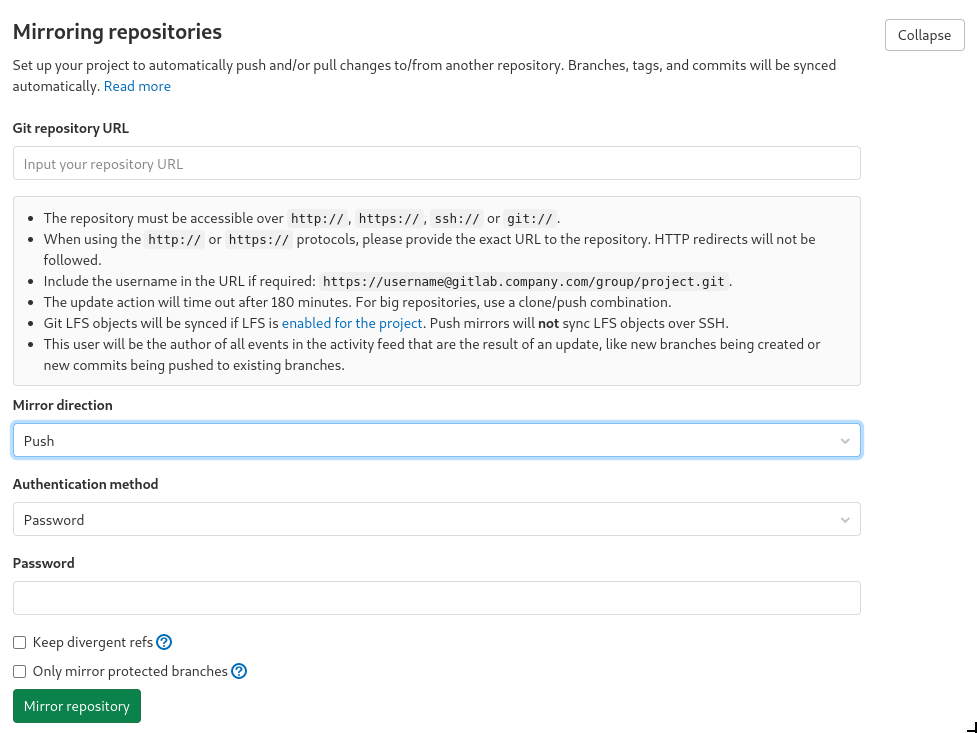 Mirroring repositories
Collapse
Set up your project to automatically push and/or pull changes to/from another repository. Branches, tags, and commits will be synced
automatically. Read more
Git repository URL
Input your repository URL
The repository must be accessible over http://, https://, ssh:// or git://.
When using the http:// or https:// protocols, please provide the exact URL to the repository. HTTP redirects will not be
followed.
Include the username in the URL if required: https://username@gitlab.company.com/group/project.git.
The update action will time out after 180 minutes. For big repositories, use a clone/push combination.
Git LFS objects will be synced if LFS is enabled for the project. Push mirrors will not sync LFS objects over SSH.
This user will be the author of all events in the activity feed that are the result of an update, like new branches being created or
new commits being pushed to existing branches.
Mirror direction
Push
Authentication method
Password
Password
Keep divergent refs
Only mirror protected branches
Mirror repository